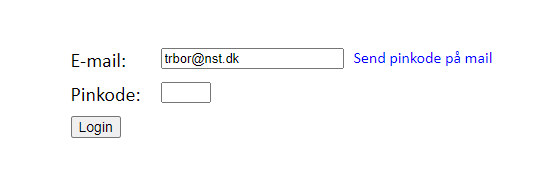 E-mail: trbor@nst.dk Send pinkode på mail
Pinkode:
Login